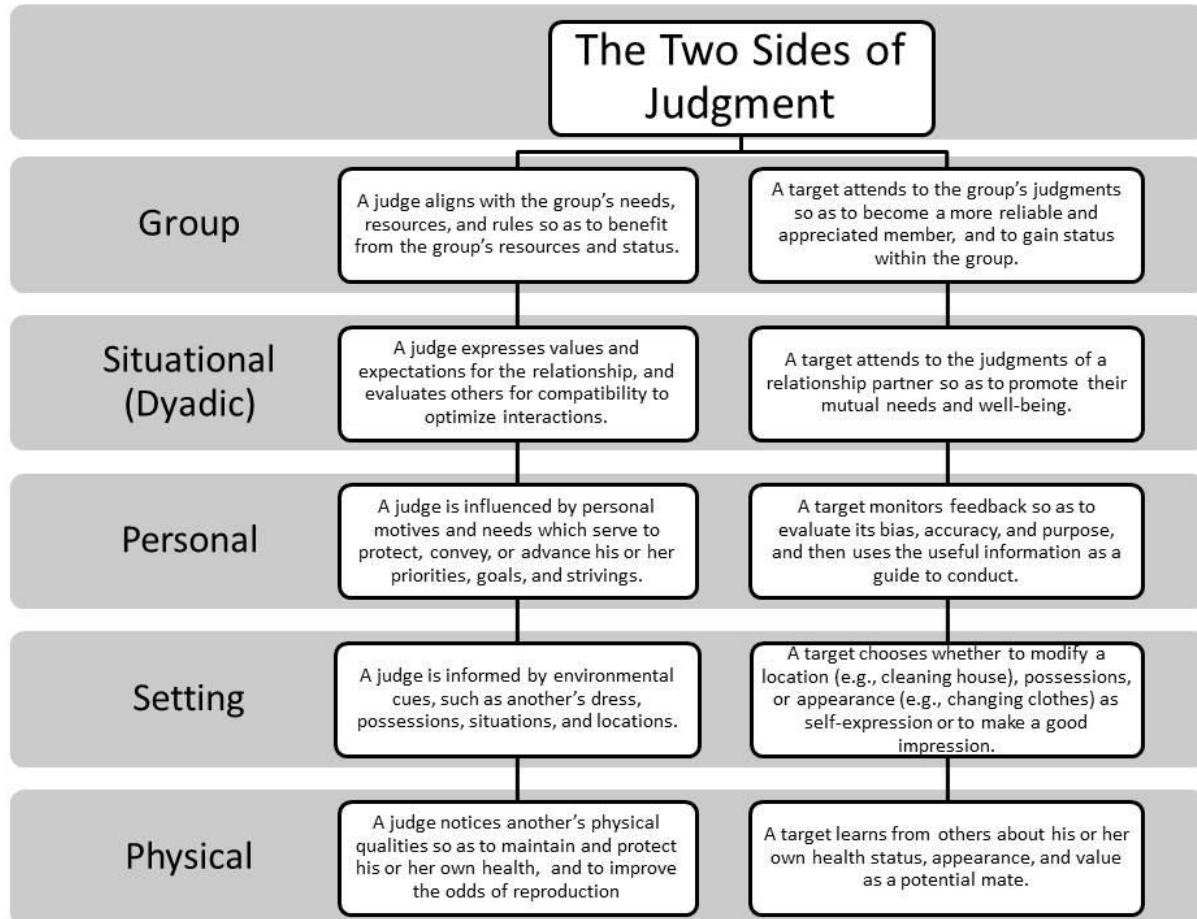 The Two Sides of
Judgment
Group
A judge aligns with the group's needs,
resources, and rules so as to benefit
from the group's resources and status.
A target attends to the group's judgments
so as to become a more reliable and
appreciated member, and to gain status
within the group.
Situational
(Dyadic)
A judge expresses values and
expectations for the relationship, and
evaluates others for compatibility to
optimize interactions.
A target attends to the judgments of a
relationship partner so as to promote their
mutual needs and well-being.
Personal
A judge is influenced by personal
motives and needs which serve to
protect, convey, or advance his or her
priorities, goals, and strivings.
A target monitors feedback so as to
evaluate its bias, accuracy, and purpose,
and then uses the useful information as a
guide to conduct.
Setting
A judge is informed by environmental
cues, such as another's dress,
possessions, situations, and locations.
A target chooses whether to modify a
location (e.g., cleaning house), possessions,
or appearance (e.g., changing clothes) as
self-expression or to make a good
impression.
Physical
A judge notices another's physical
qualities so as to maintain and protect
his or her own health, and to improve
the odds of reproduction
A target learns from others about his or her
own health status, appearance, and value
as a potential mate.